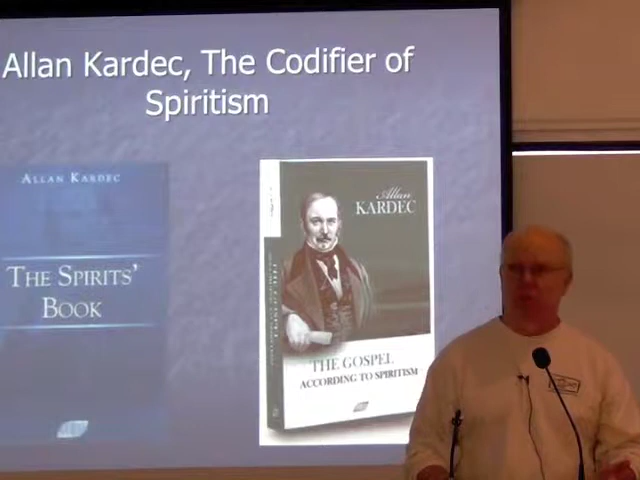 Allan Kardec, The Codifier of
Spiritism
ALLAN KARDEC
THE SPIRITS'
BOOK
Allan
KARDEC
THE GOSPEL
ACCORDING TO SPIRITISM